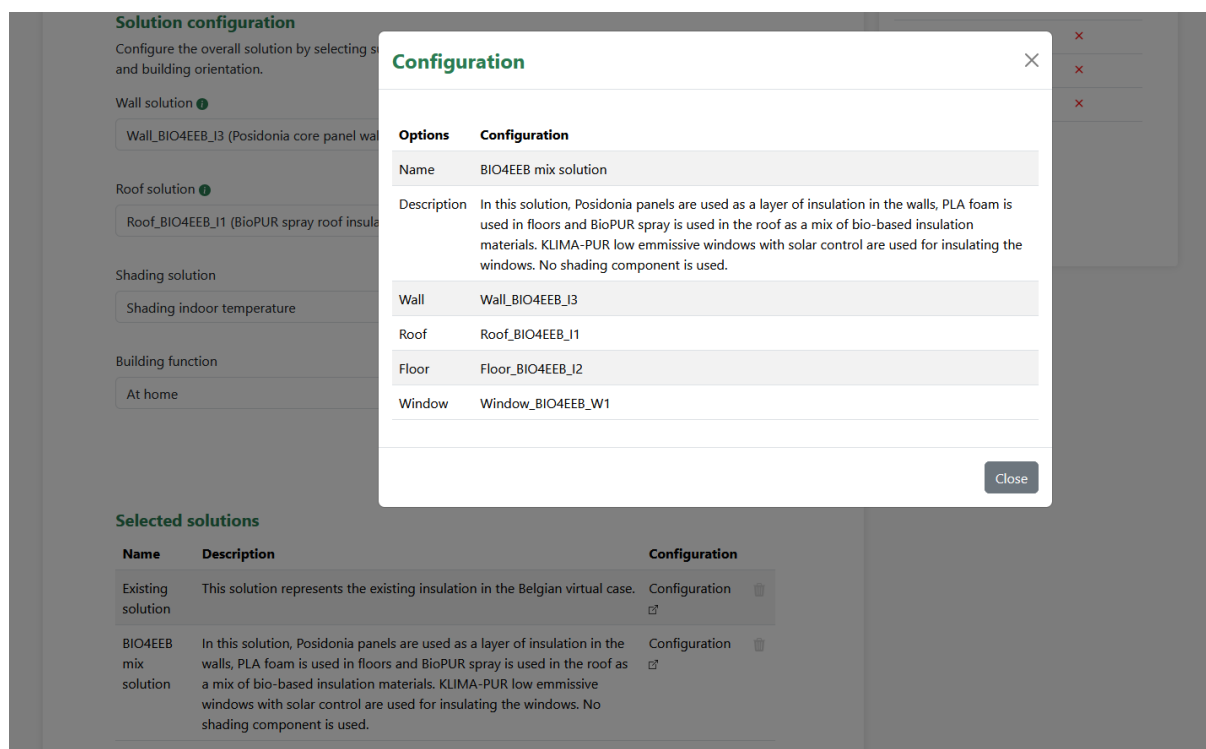 Solution configuration
Configure the overall solution by selecting
and building orientation.
Wall solution
Wall_BIO4EEB_I3 (Posidonia core panel wal
Roof solution
Roof_BIO4EEB_I1 (BioPUR spray roof insula
Shading solution
Shading indoor temperature
Building function
At home
Configuration
Options Configuration
Name BIO4EEB mix solution
Description In this solution, Posidonia panels are used as a layer of insulation in the walls, PLA foam is
used in floors and BioPUR spray is used in the roof as a mix of bio-based insulation
materials. KLIMA-PUR low emmissive windows with solar control are used for insulating the
windows. No shading component is used.
Wall Wall_BIO4EEB_I3
Roof Roof_BIO4EEB_I1
Floor Floor_BIO4EEB_I2
Window Window_BIO4EEB_W1
Close
Selected solutions
Name Description Configuration
Existing This solution represents the existing insulation in the Belgian virtual case. Configuration
solution
BIO4EEB In this solution, Posidonia panels are used as a layer of insulation in the Configuration
mix walls, PLA foam is used in floors and BioPUR spray is used in the roof as
solution a mix of bio-based insulation materials. KLIMA-PUR low emmissive
windows with solar control are used for insulating the windows. No
shading component is used.